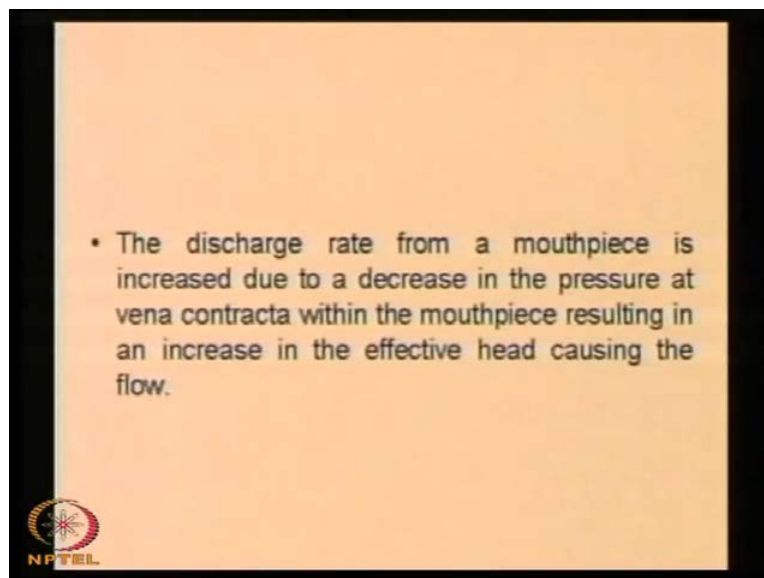 • The discharge rate from a mouthpiece is
increased due to a decrease in the pressure at
vena contracta within the mouthpiece resulting in
an increase in the effective head causing the
flow.
NPTEL